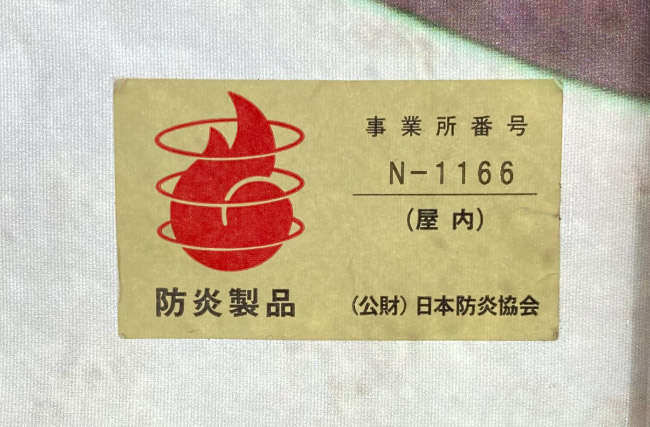 事業所番号
N-1166
(屋内)
防炎製品
(公財)日本防炎協会